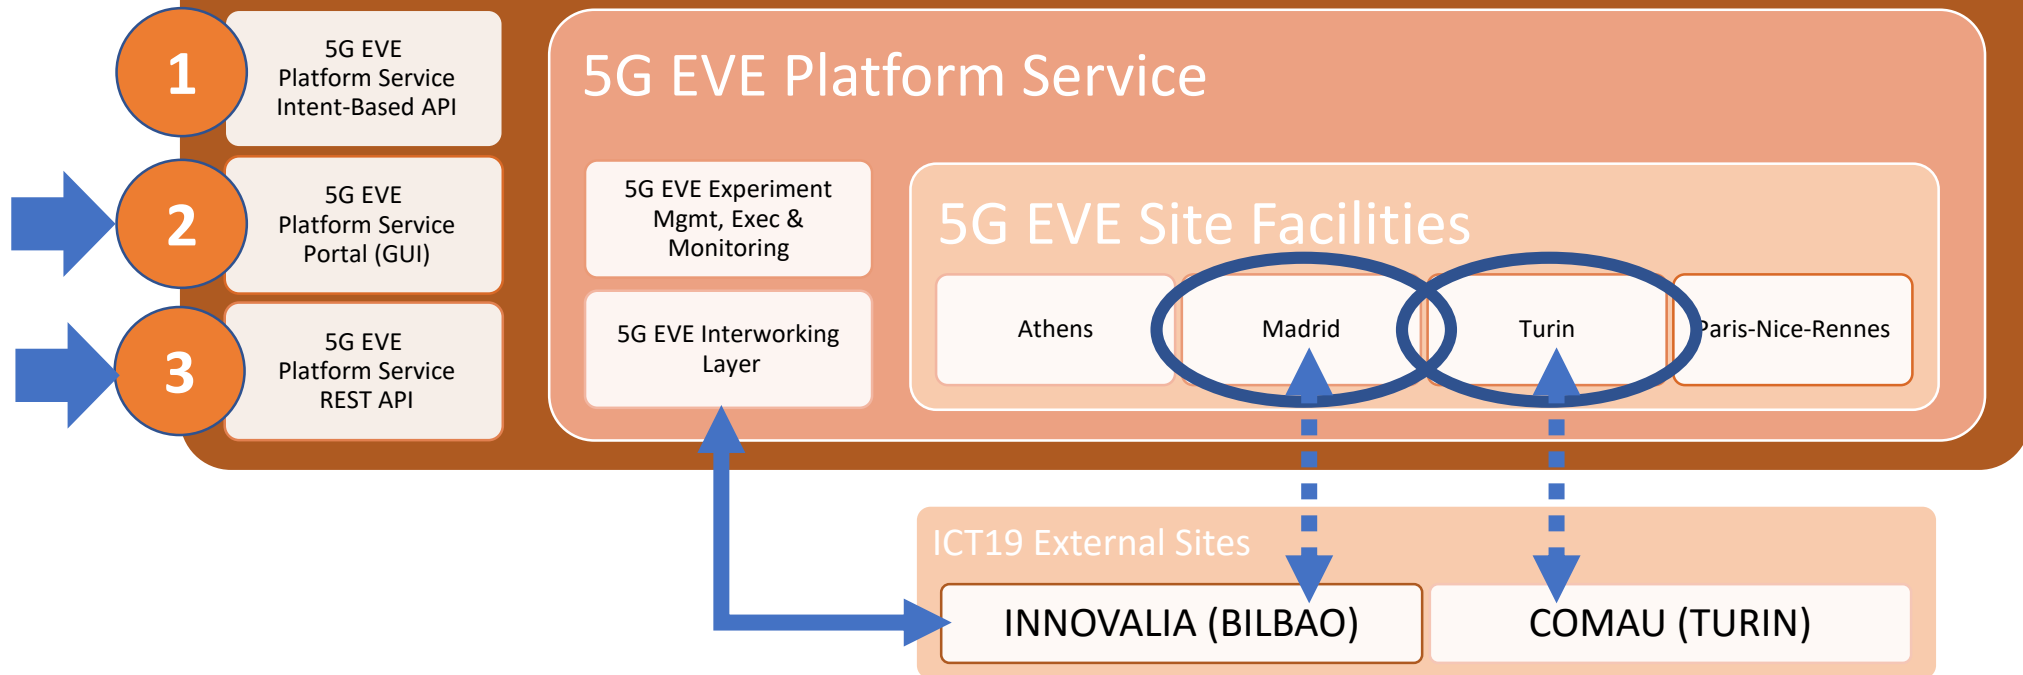 1
5G EVE
Platform Service
Intent-Based API
2
5G EVE
Platform Service
Portal (GUI)
3
5G EVE
Platform Service
REST API
5G EVE Platform Service
5G EVE Experiment
Mgmt, Exec &
Monitoring
5G EVE Interworking
Layer
5G EVE Site Facilities
Athens
Madrid
Turin
Paris-Nice-Rennes
ICT19 External Sites
INNOVALIA (BILBAO)
COMAU (TURIN)